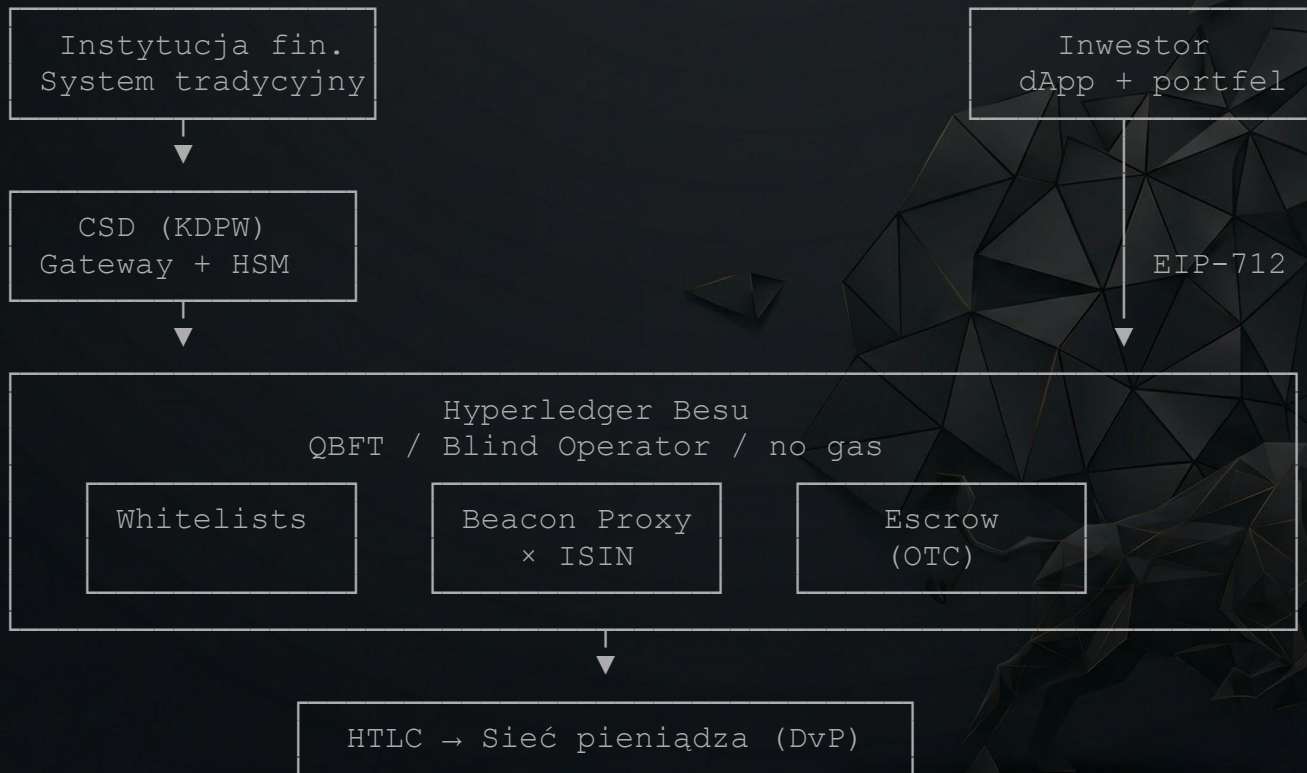 Instytucja fin.
System tradycyjny
Inwestor
dApp + portfel
CSD (KDPW)
Gateway + HSM
EIP-712
Hyperledger Besu
QBFT / Blind Operator / no gas
Whitelists
Beacon Proxy
× ISIN
Escrow
(OTC)
HTLC → Sieć pieniądza (DvP)